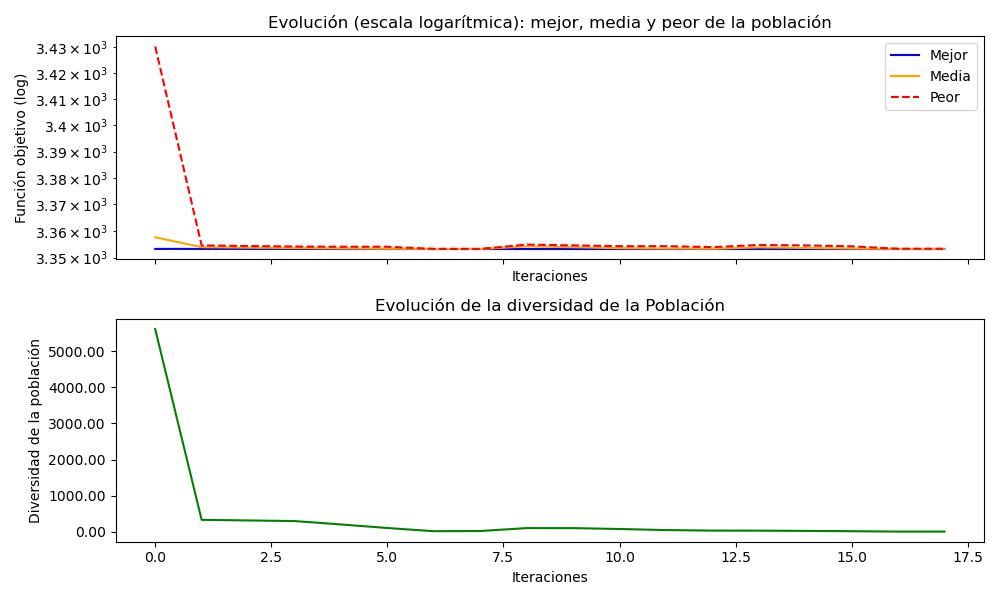 Evolución (escala logarítmica): mejor, media y peor de la población
3.43 × 10³
3.42 × 10³
3.41 × 10³
3.4 × 10³
3.39 × 10³
3.38 × 10³
3.37 × 10³
3.36 × 10³
3.35 × 10³
Función objetivo (log)
Mejor
Media
Peor
Iteraciones
Evolución de la diversidad de la Población
5000.00
4000.00
3000.00
2000.00
1000.00
0.00
Diversidad de la población
0.0 2.5 5.0 7.5 10.0 12.5 15.0 17.5
Iteraciones